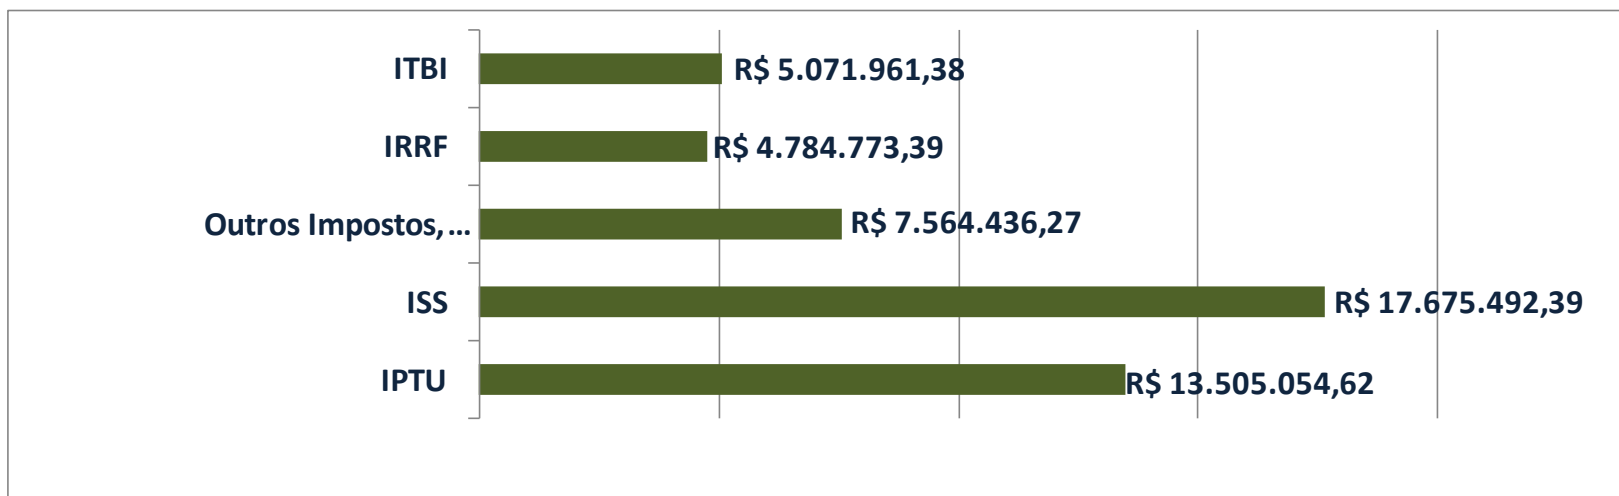 ITBI R$ 5.071.961,38
IRRF R$ 4.784.773,39
Outros Impostos, ... R$ 7.564.436,27
ISS R$ 17.675.492,39
IPTU R$ 13.505.054,62